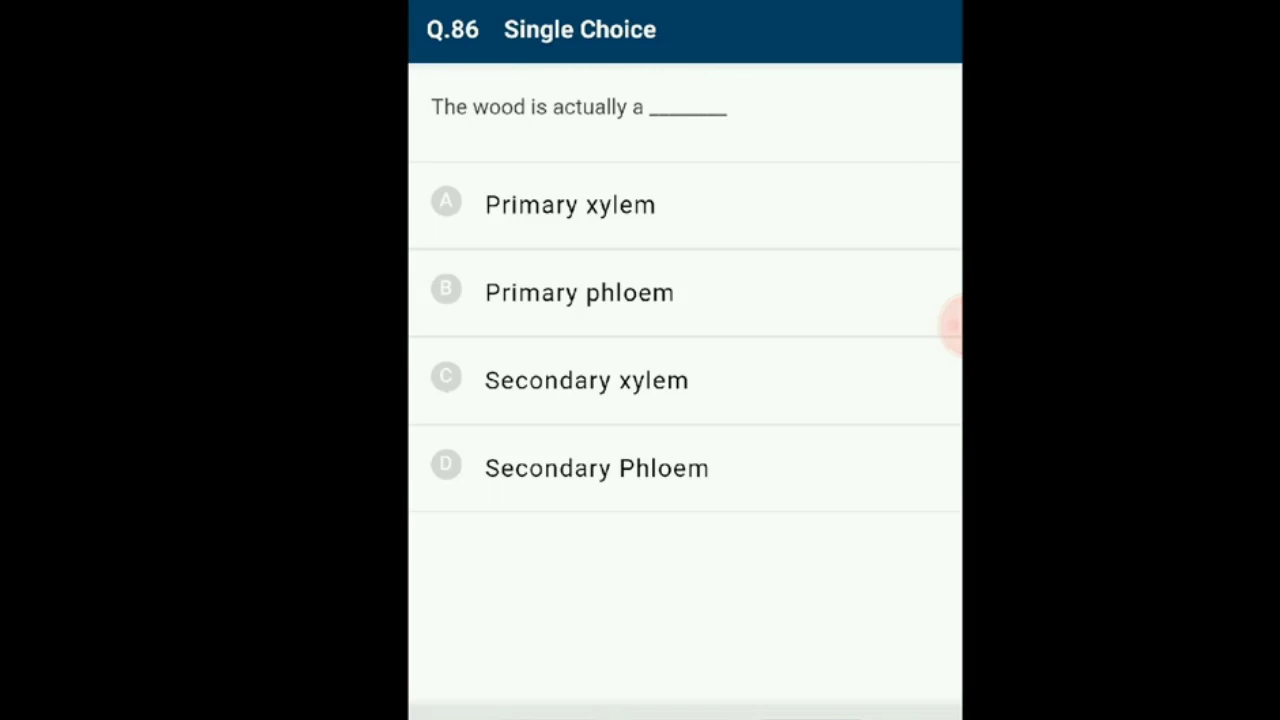 Q.86 Single Choice
The wood is actually a ________
A Primary xylem
B Primary phloem
C Secondary xylem
D Secondary Phloem